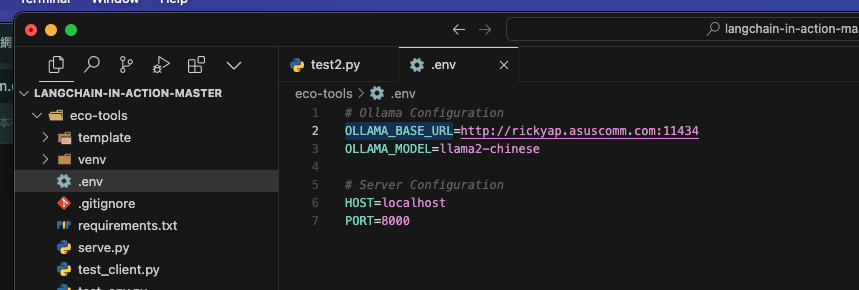 Terminal Window Help
langchain-in-action-ma
網
test2.py
.env
LANGCHAIN-IN-ACTION-MASTER
eco-tools
template
venv
.env
.gitignore
requirements.txt
serve.py
test_client.py
eco-tools > .env
1 # Ollama Configuration
2 OLLAMA_BASE_URL=http://rickyap.asuscomm.com:11434
3 OLLAMA_MODEL=llama2-chinese
4
5 # Server Configuration
6 HOST=localhost
7 PORT=8000